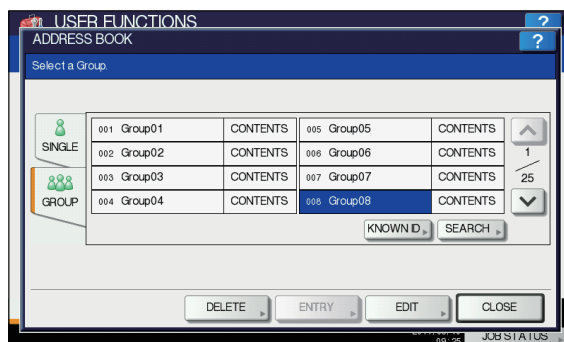 USER FUNCTIONS ?
ADDRESS BOOK ?
Select a Group.
SINGLE
GROUP
001 Group01 CONTENTS 005 Group05 CONTENTS
002 Group02 CONTENTS 006 Group06 CONTENTS
003 Group03 CONTENTS 007 Group07 CONTENTS
004 Group04 CONTENTS 008 Group08 CONTENTS
1
25
KNOWN ID SEARCH
DELETE ENTRY EDIT CLOSE
09:25 JOB STATUS